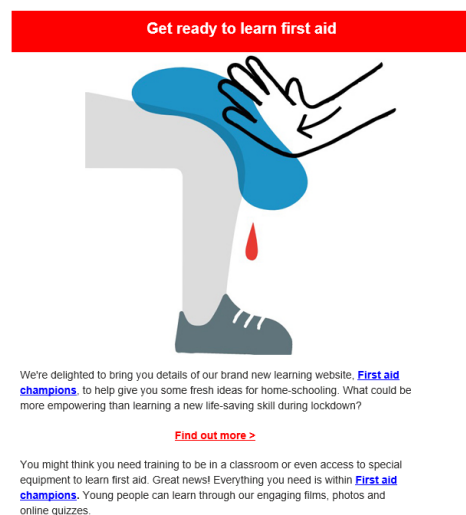 Get ready to learn first aid
We're delighted to bring you details of our brand new learning website, First aid
champions, to help give you some fresh ideas for home-schooling. What could be
more empowering than learning a new life-saving skill during lockdown?
Find out more >
You might think you need training to be in a classroom or even access to special
equipment to learn first aid. Great news! Everything you need is within First aid
champions. Young people can learn through our engaging films, photos and
online quizzes.